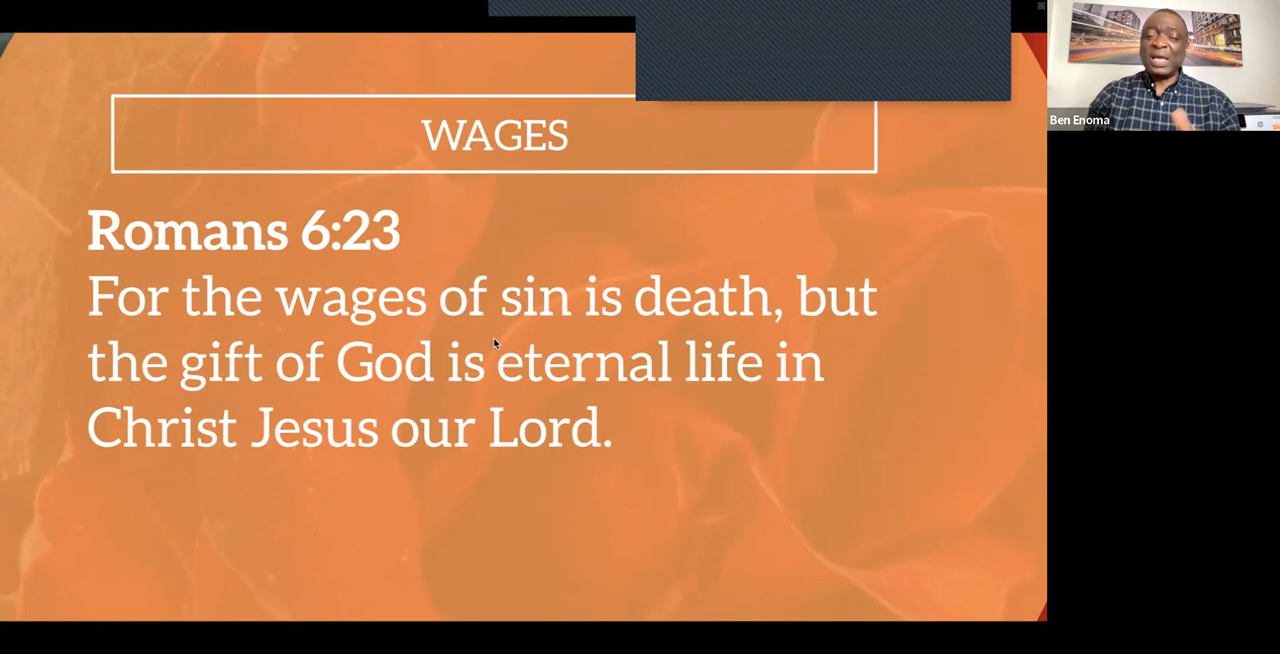 WAGES
Romans 6:23
For the wages of sin is death, but
the gift of God is eternal life in
Christ Jesus our Lord.
Ben Enoma